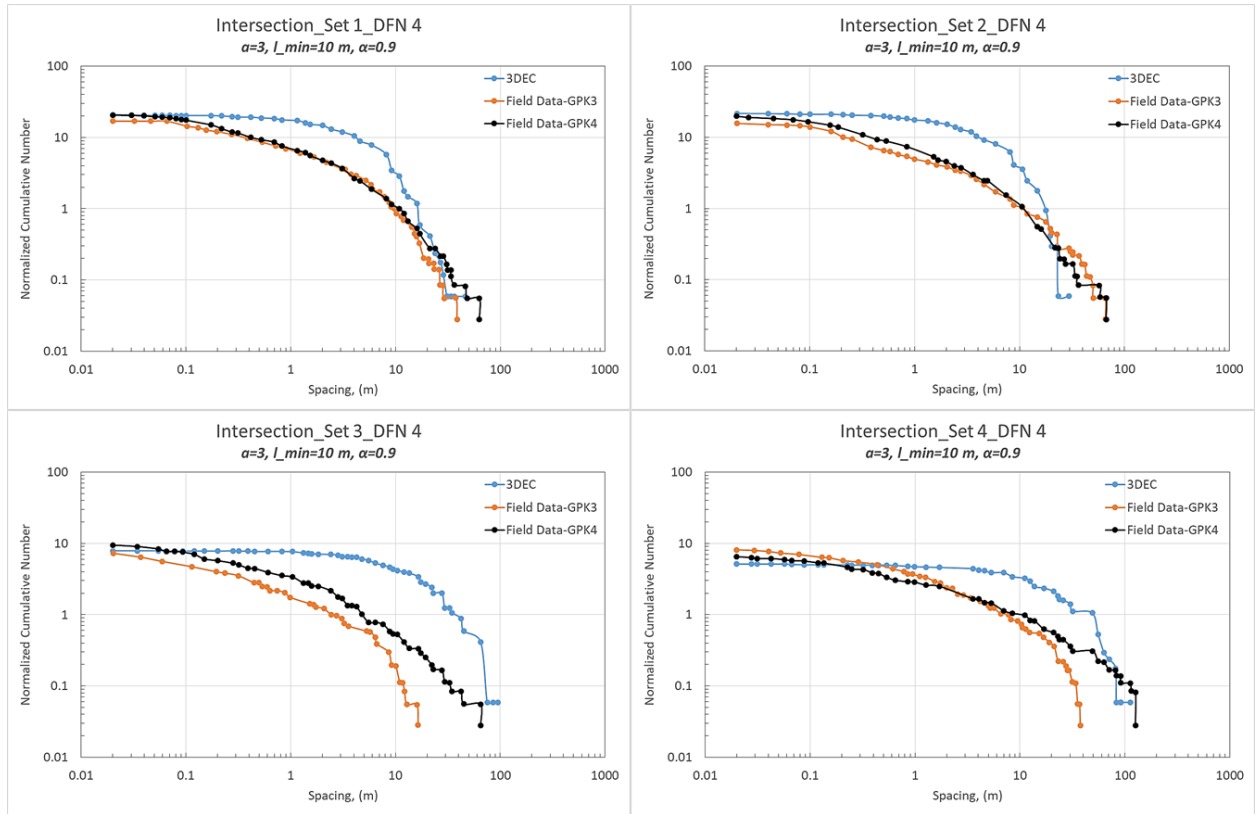 Intersection_Set 1_DFN 4
a=3, l_min=10 m, α=0.9
3DEC
Field Data-GPK3
Field Data-GPK4
Normalized Cumulative Number
100
10
1
0.1
0.01
0.01 0.1 1 10 100 1000
Spacing, (m)
Intersection_Set 2_DFN 4
a=3, l_min=10 m, α=0.9
3DEC
Field Data-GPK3
Field Data-GPK4
Normalized Cumulative Number
100
10
1
0.1
0.01
0.01 0.1 1 10 100 1000
Spacing, (m)
Intersection_Set 3_DFN 4
a=3, l_min=10 m, α=0.9
3DEC
Field Data-GPK3
Field Data-GPK4
Normalized Cumulative Number
100
10
1
0.1
0.01
0.01 0.1 1 10 100 1000
Spacing, (m)
Intersection_Set 4_DFN 4
a=3, l_min=10 m, α=0.9
3DEC
Field Data-GPK3
Field Data-GPK4
Normalized Cumulative Number
100
10
1
0.1
0.01
0.01 0.1 1 10 100 1000
Spacing, (m)